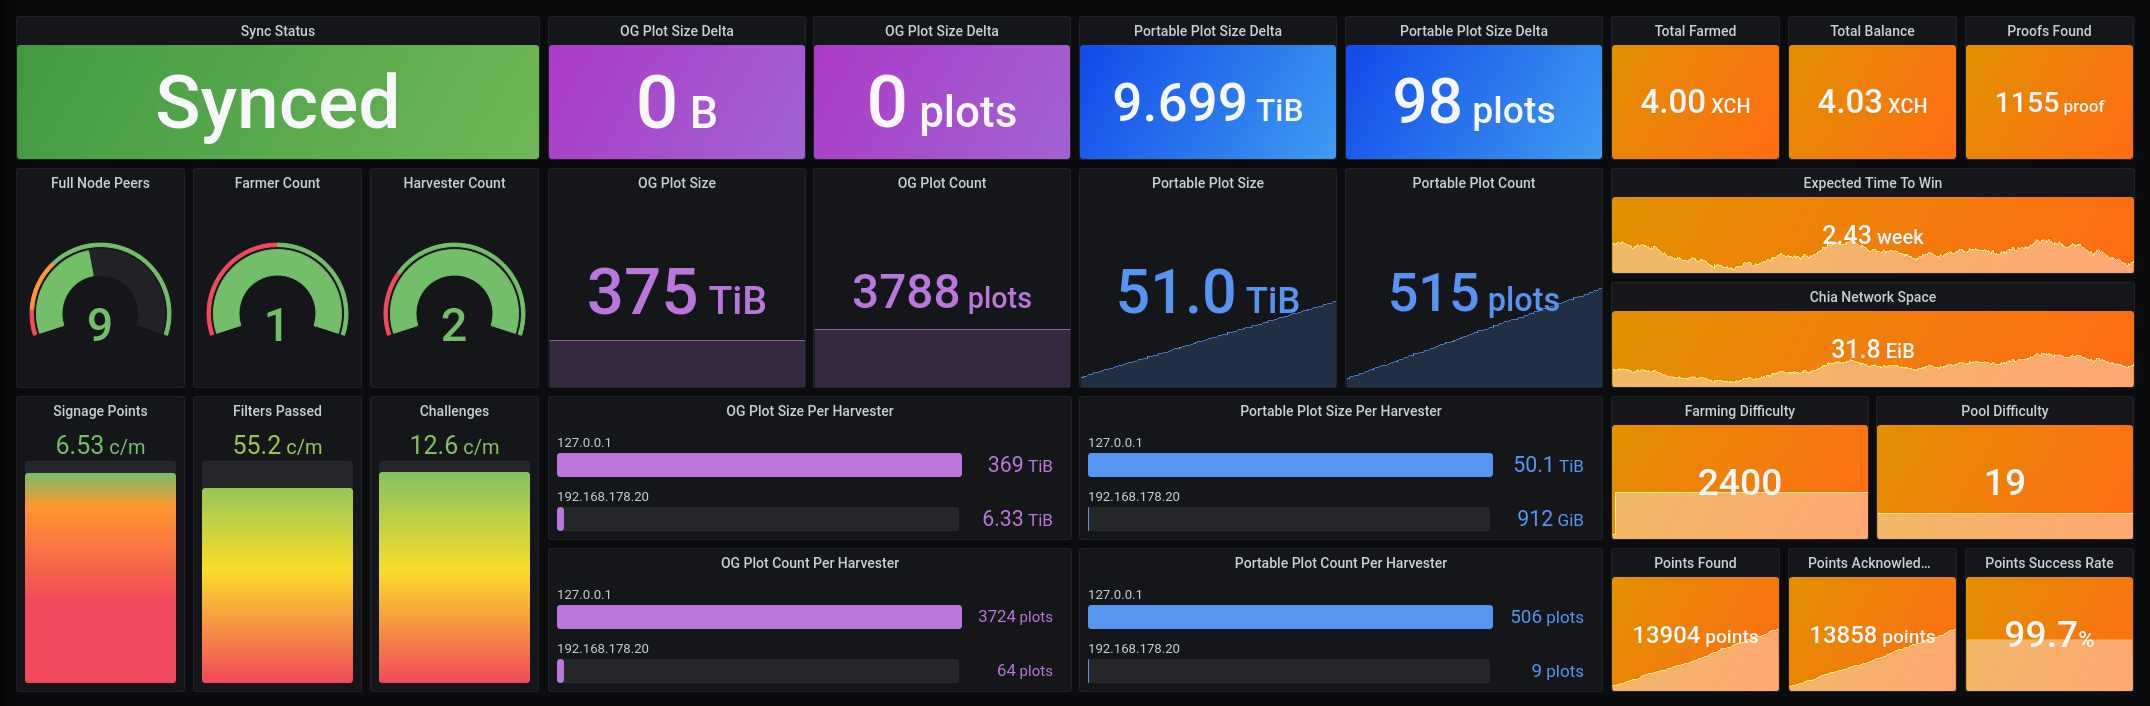 Sync Status
Synced
OG Plot Size Delta
0 B
OG Plot Size Delta
0 plots
Portable Plot Size Delta
9.699 TiB
Portable Plot Size Delta
98 plots
Total Farmed
4.00 XCH
Total Balance
4.03 XCH
Proofs Found
1155 proof
Full Node Peers
9
Farmer Count
1
Harvester Count
2
OG Plot Size
375 TiB
OG Plot Count
3788 plots
Portable Plot Size
51.0 TiB
Portable Plot Count
515 plots
Expected Time To Win
2.43 week
Chia Network Space
31.8 EiB
Signage Points
6.53 c/m
Filters Passed
55.2 c/m
Challenges
12.6 c/m
OG Plot Size Per Harvester
127.0.0.1
369 TiB
192.168.178.20
6.33 TiB
Portable Plot Size Per Harvester
127.0.0.1
50.1 TiB
192.168.178.20
912 GiB
Farming Difficulty
2400
Pool Difficulty
19
OG Plot Count Per Harvester
127.0.0.1
3724 plots
192.168.178.20
64 plots
Portable Plot Count Per Harvester
127.0.0.1
506 plots
192.168.178.20
9 plots
Points Found
13904 points
Points Acknowled...
13858 points
Points Success Rate
99.7%